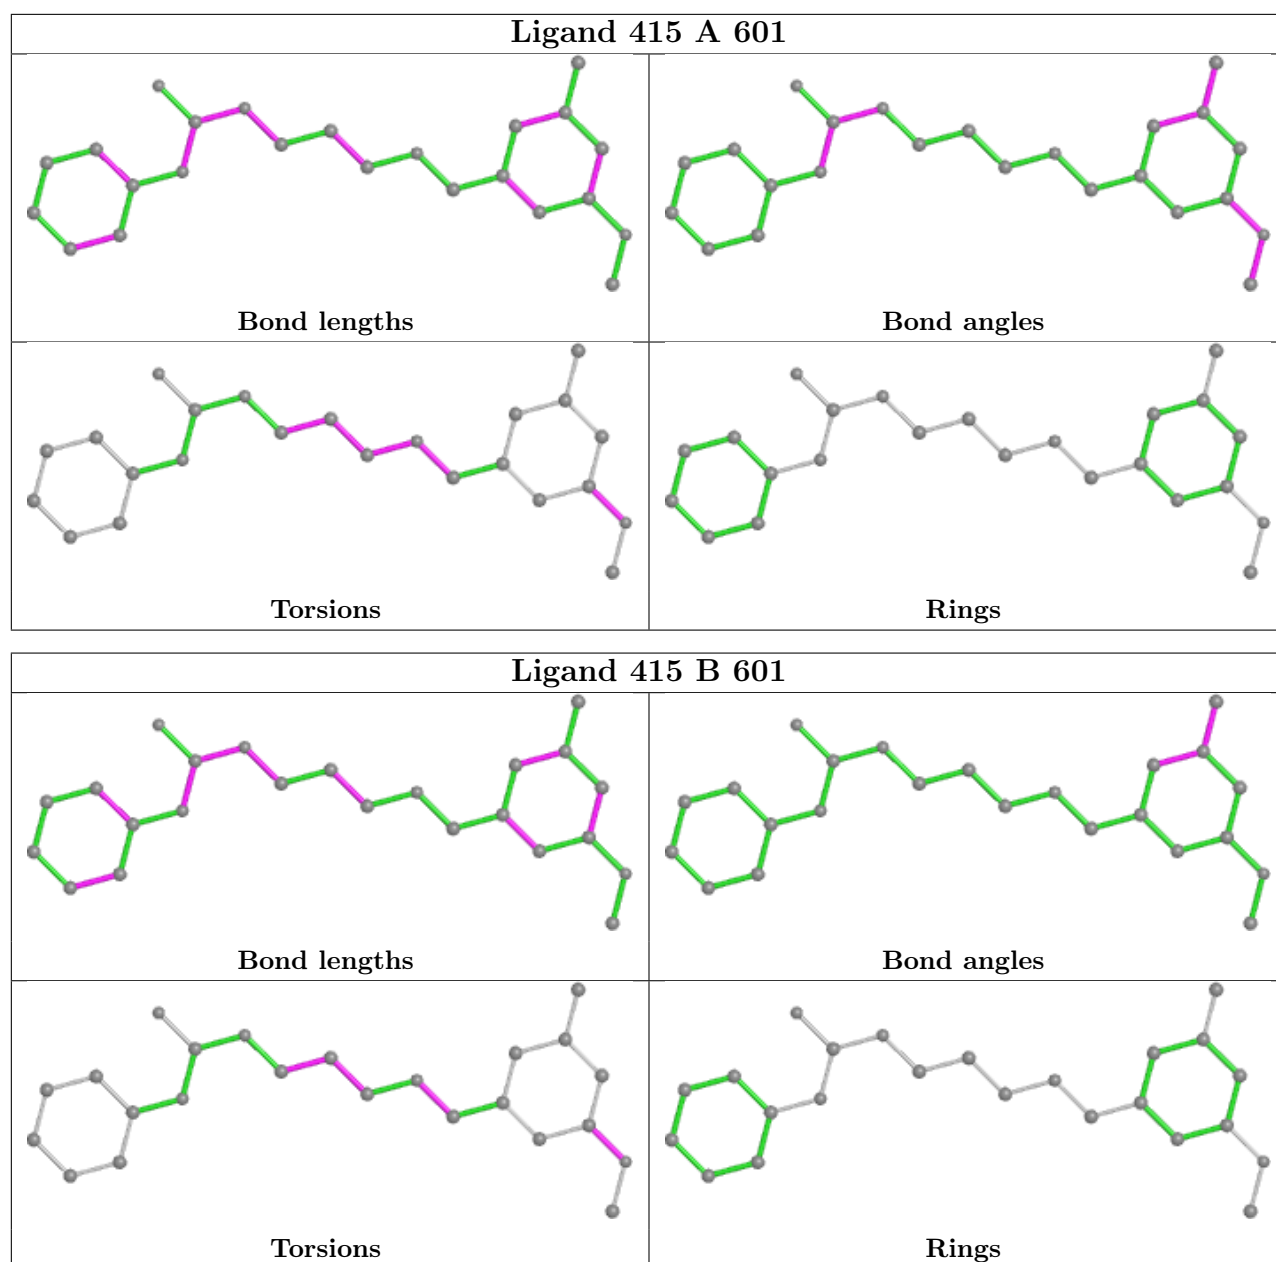 Ligand 415 A 601
Bond lengths
Bond angles
Torsions
Rings
Ligand 415 B 601
Bond lengths
Bond angles
Torsions
Rings